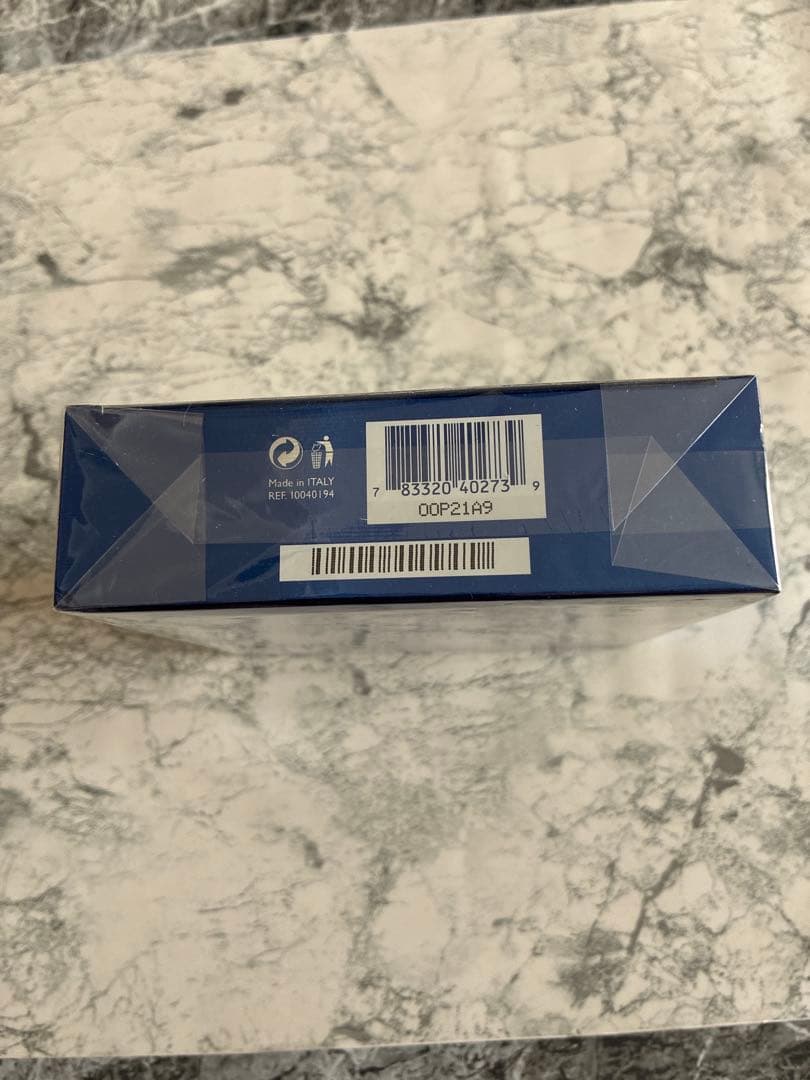 Made in ITALY
REF. 10040194
7 83320 40273 9
00P21A9